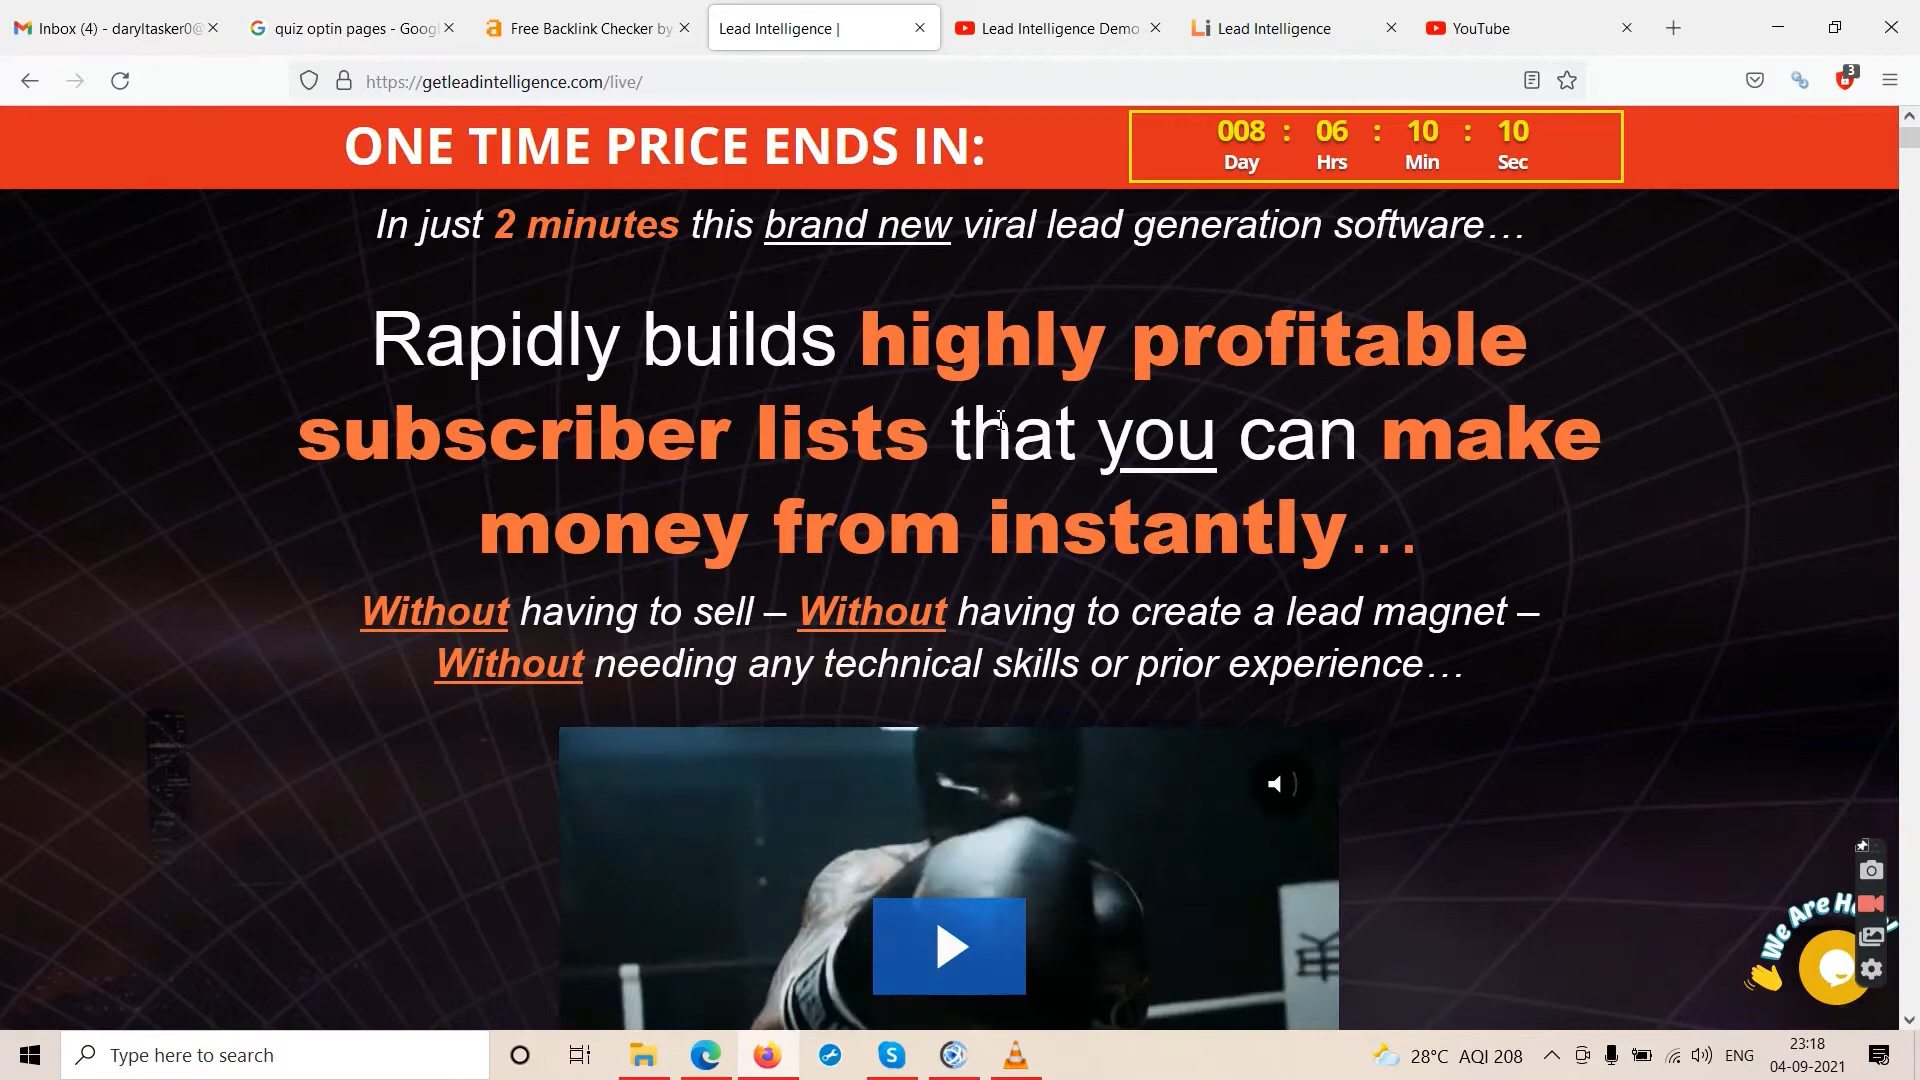 Inbox (4) - daryltasker0@
quiz optin pages - Goog
Free Backlink Checker by
Lead Intelligence |
Lead Intelligence Demo
Lead Intelligence
YouTube
https://getleadintelligence.com/live/
3
ONE TIME PRICE ENDS IN:
008 : 06 : 10 : 10
Day Hrs Min Sec
In just 2 minutes this brand new viral lead generation software…
Rapidly builds highly profitable
subscriber lists that you can make
money from instantly…
Without having to sell – Without having to create a lead magnet –
Without needing any technical skills or prior experience…
We Are
Type here to search
28°C AQI 208
ENG
23:18
04-09-2021